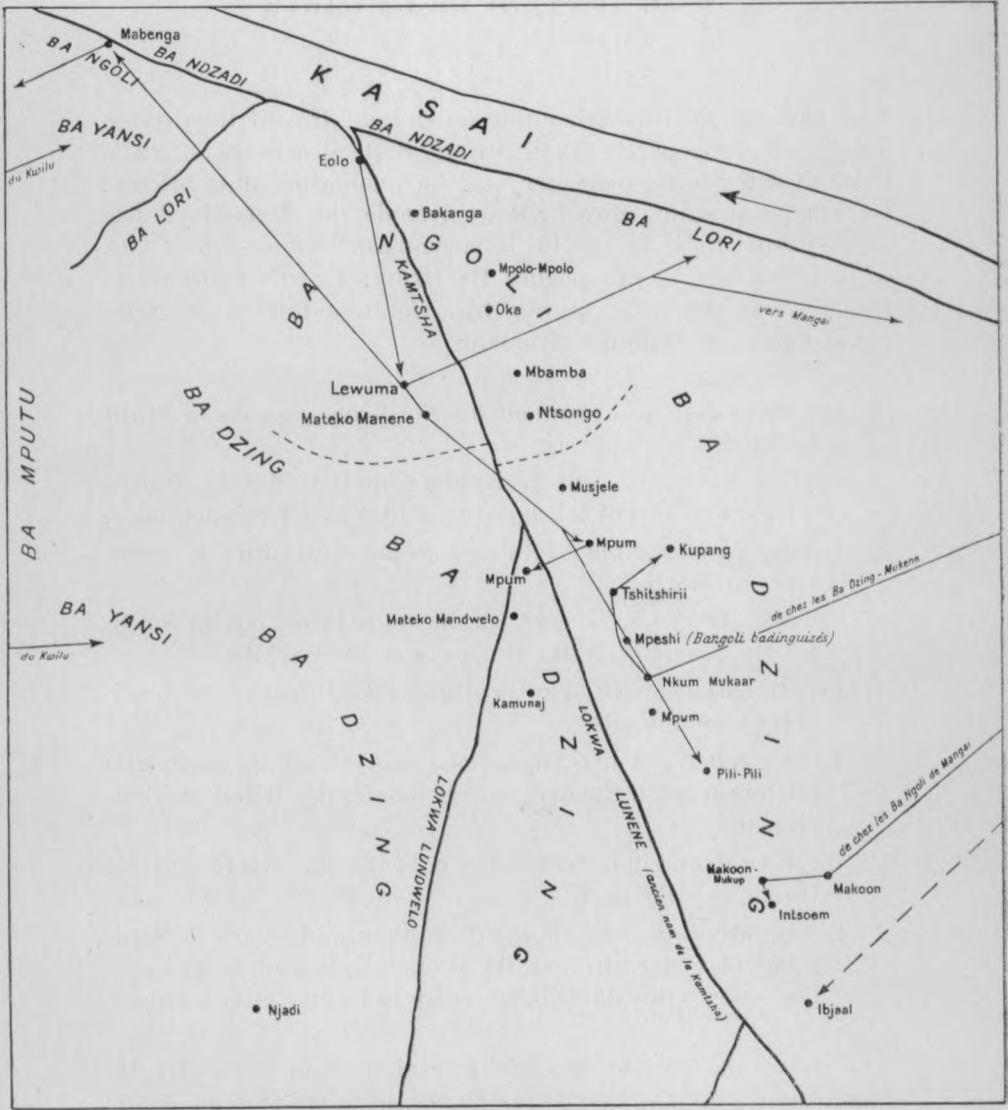 Mabenga
BA NGOLI
BA NDZADI
KASAI
BA YANSI
du Kwilu
BA LORI
BA NDZADI
Eolo
Bakanga
BA NGOLI
BA LORI
KAMTSHA
Mpolo-Mpolo
Oka
vers Mangai
Mbamba
Lewuma
Mateko Manene
Ntsongo
BA DZING
BA MPUTU
BA DZING
Musjele
Mpum
Kupang
Mpum
Tshitshirii
de chez les Ba Dzing-Mukene
Mateko Mandwelo
Mpeshi (Bangoli badinguisés)
BA YANSI
du Kwilu
BA DZING
Nkum Mukaar
Kamunaj
Mpum
BA DZING
LOKWA LUNENE (ancien nom de la Kamtsha)
Pili-Pili
LOKWA LUNDWELO
de chez les Ba Ngoli de Mangai
Makoon-
Mukup
Makoon
Intsoem
Njadi
Ibjaal